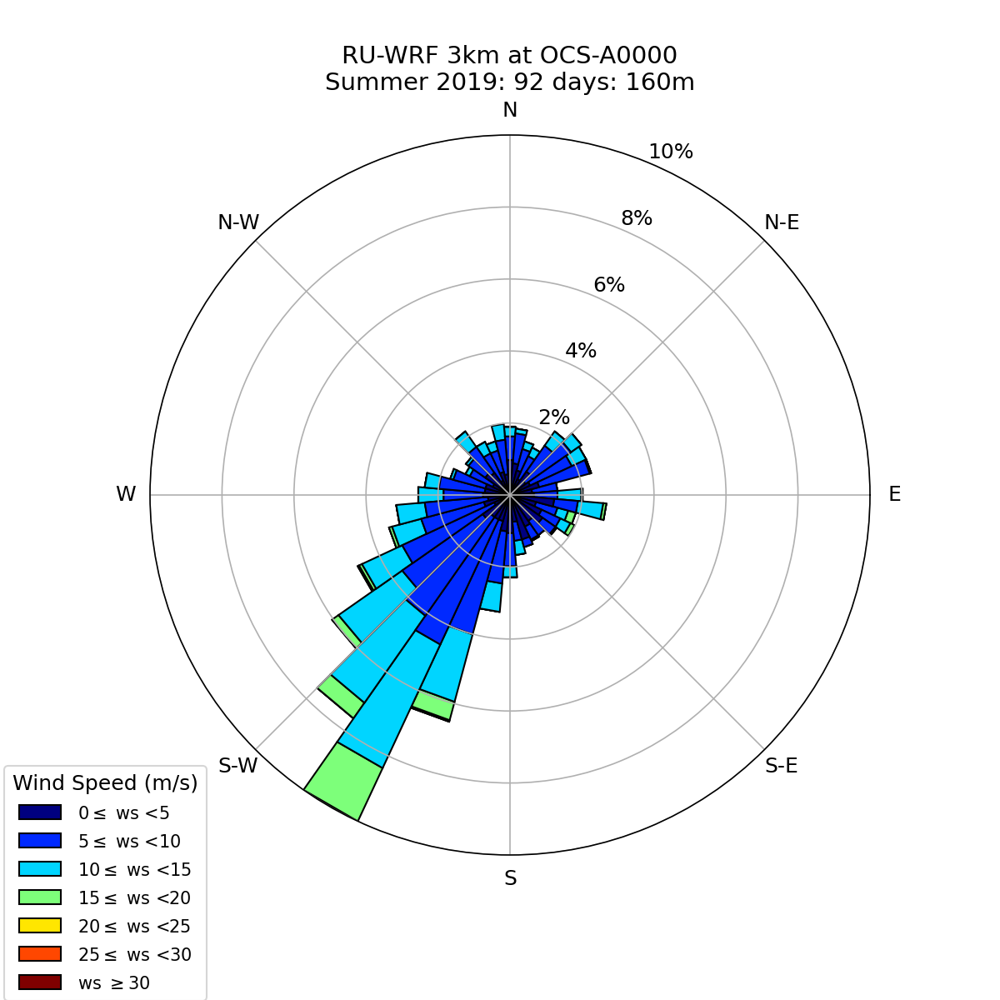 RU-WRF 3km at OCS-A0000
Summer 2019: 92 days: 160m
N
10%
8%
N-W
N-E
6%
4%
2%
W
E
S-W
S-E
S
Wind Speed (m/s)
0≤ ws <5
5≤ ws <10
10≤ ws <15
15≤ ws <20
20≤ ws <25
25≤ ws <30
ws ≥30